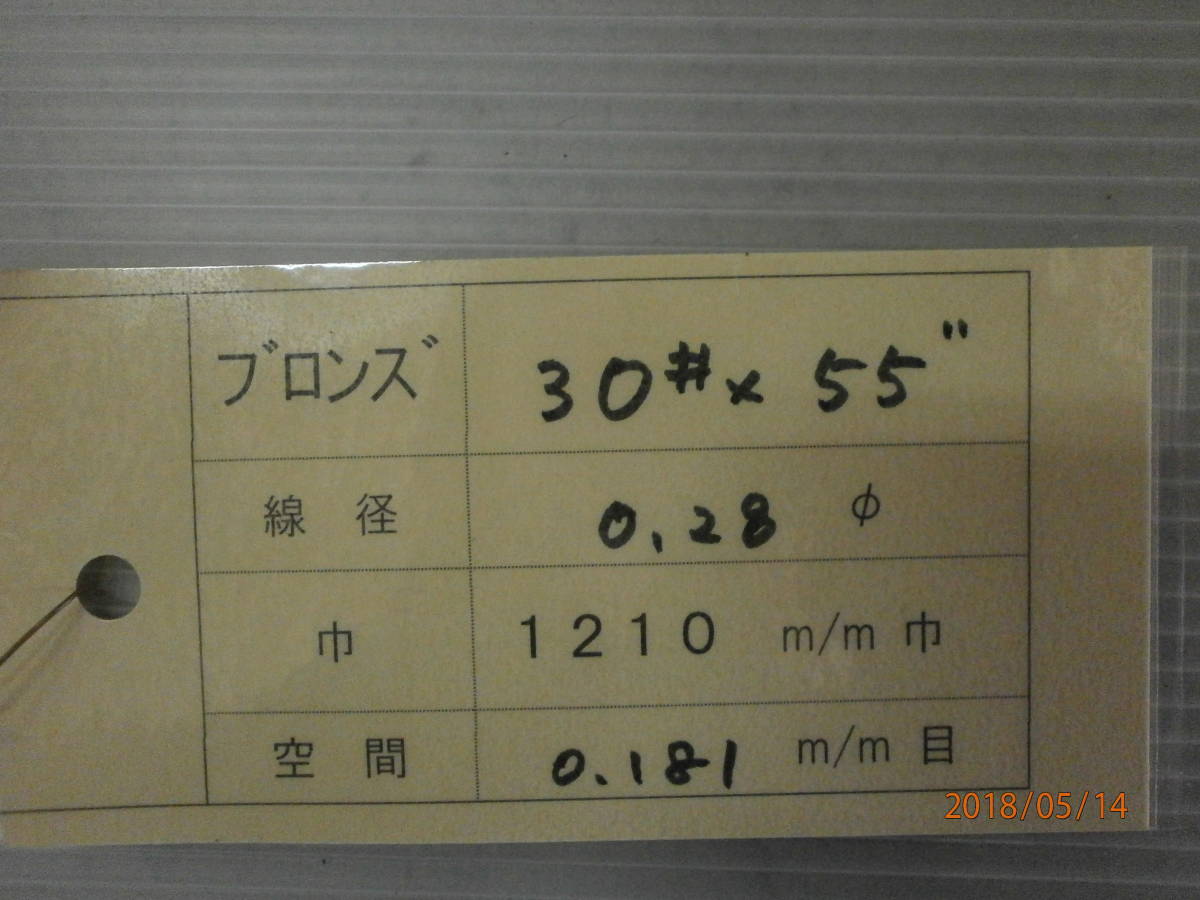 ブロンズ 30#x 55"
線 径 0.28 φ
巾 1210 m/m 巾
空 間 0.181 m/m 目
2018/05/14